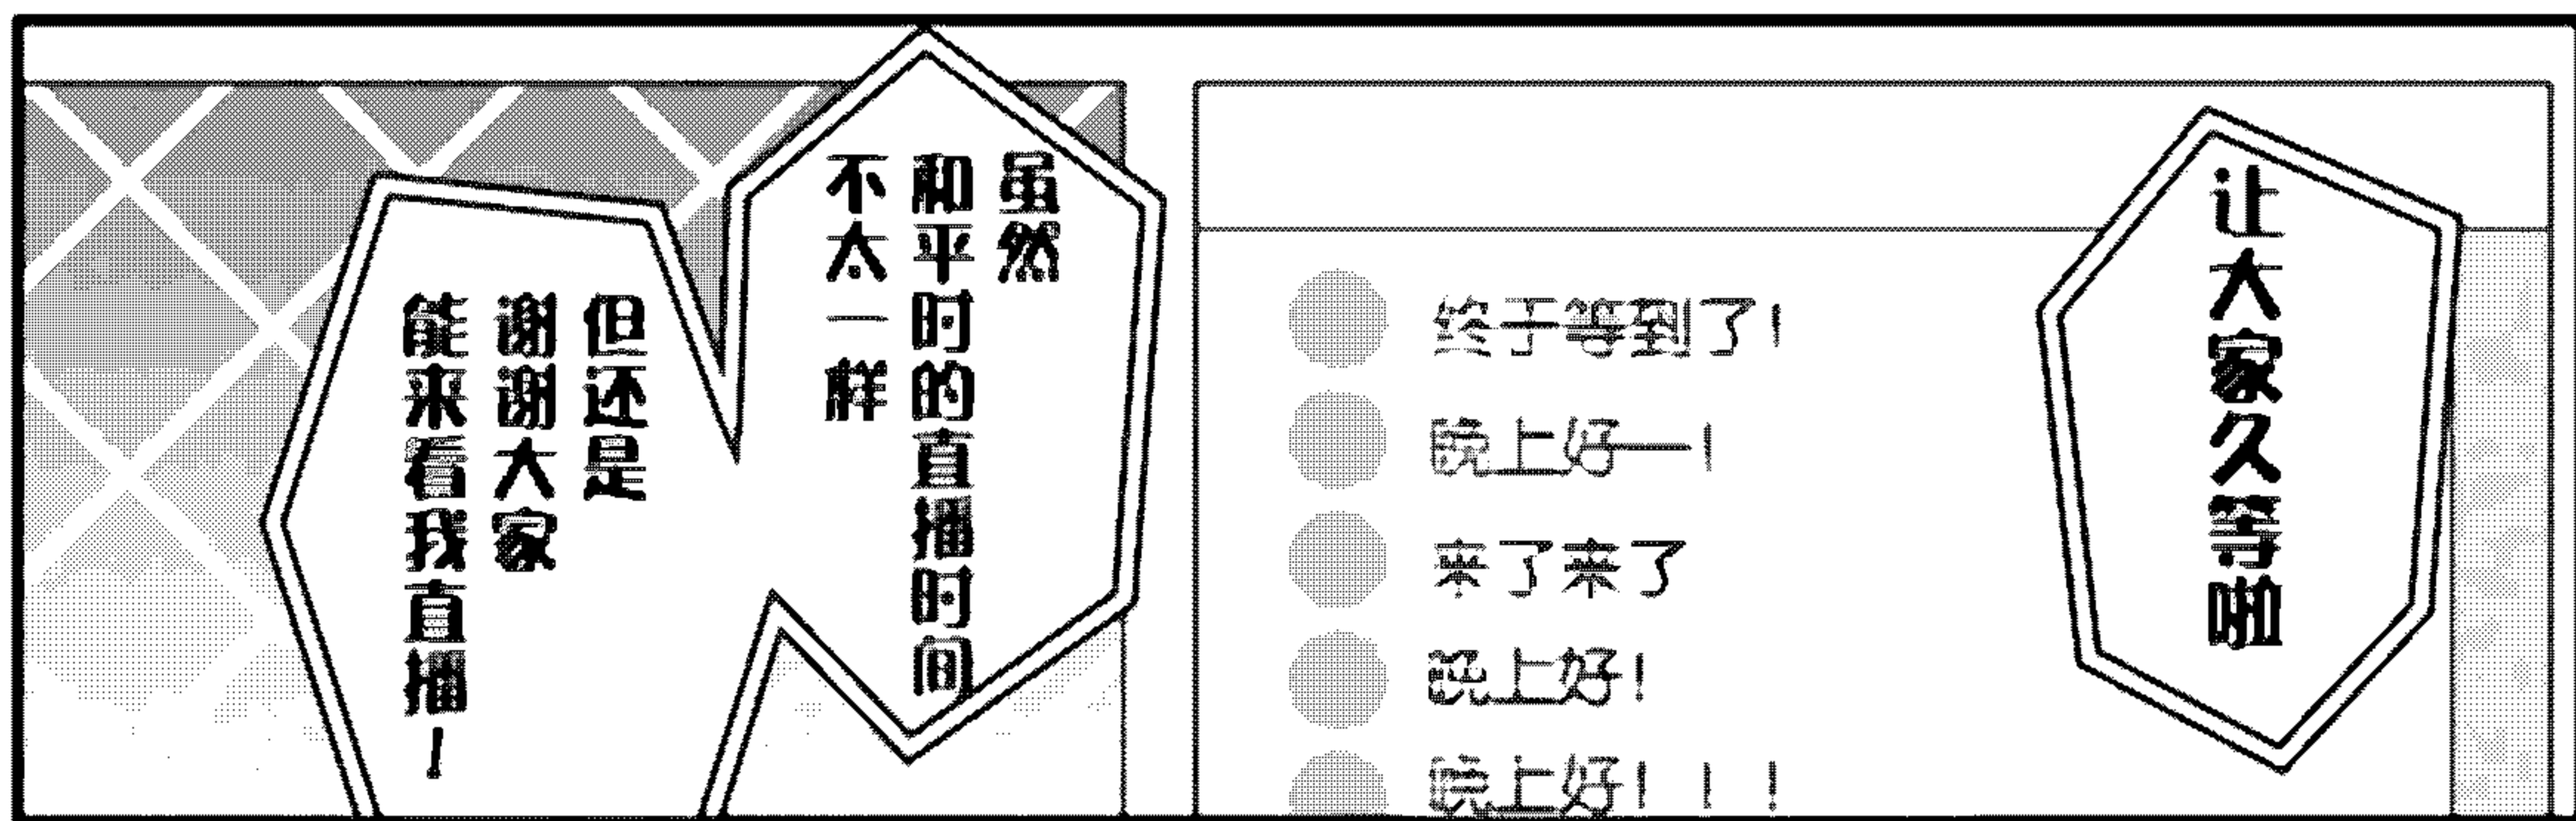 让大家久等啦
终于等到了！
晚上好——！
来了来了
晚上好！
晚上好！！！
虽然
和平时的直播时间
不太一样
但还是
谢谢大家
能来看我直播！